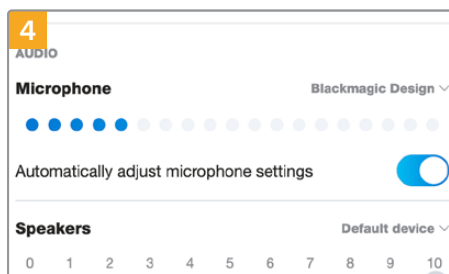 4
AUDIO
Microphone Blackmagic Design
Automatically adjust microphone settings
Speakers Default device
0 1 2 3 4 5 6 7 8 9 10